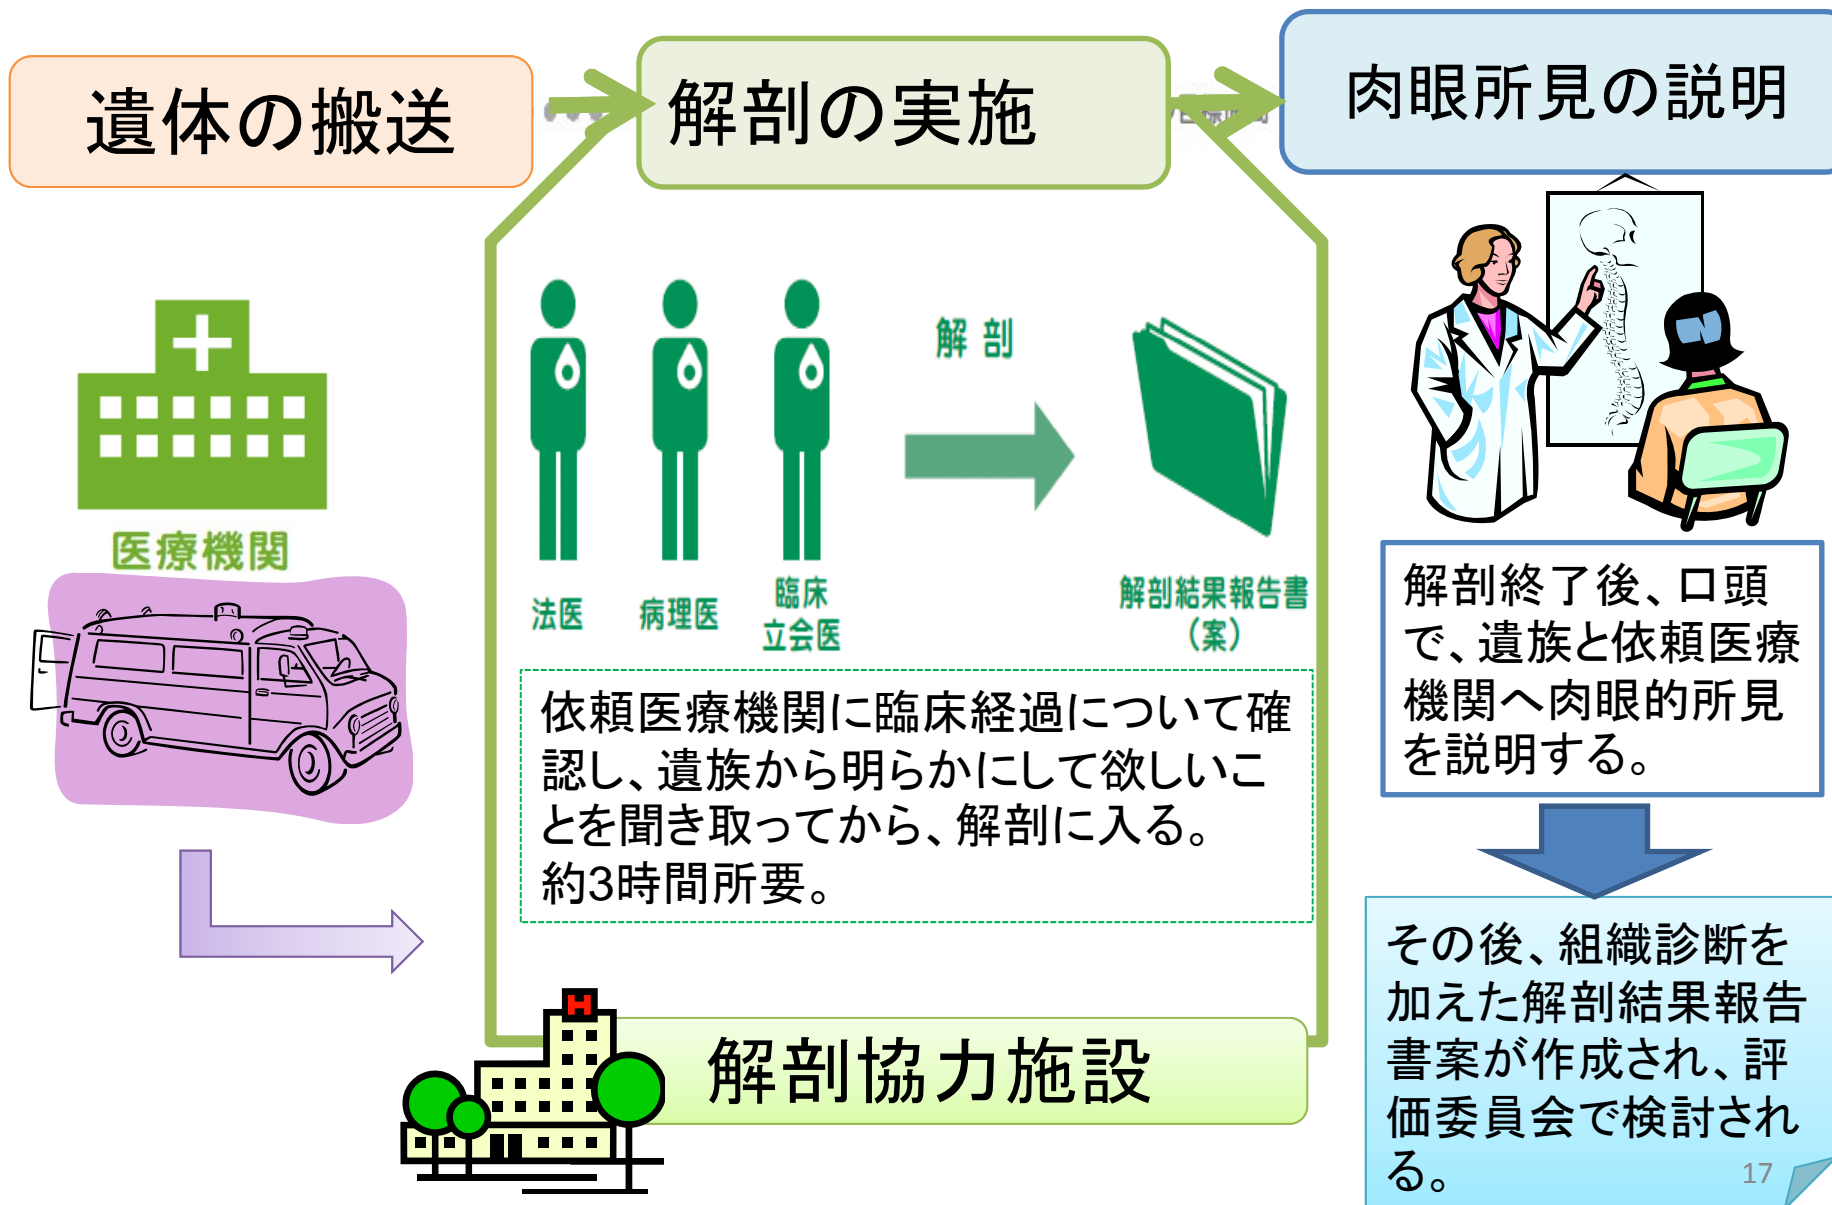 遺体の搬送
解剖の実施
肉眼所見の説明
医療機関
法医
病理医
臨床
立会医
解剖
解剖結果報告書
（案）
依頼医療機関に臨床経過について確
認し、遺族から明らかにして欲しいこ
とを聞き取ってから、解剖に入る。
約3時間所要。
H
解剖協力施設
解剖終了後、口頭
で、遺族と依頼医療
機関へ肉眼的所見
を説明する。
その後、組織診断を
加えた解剖結果報告
書案が作成され、評
価委員会で検討され
る。
17